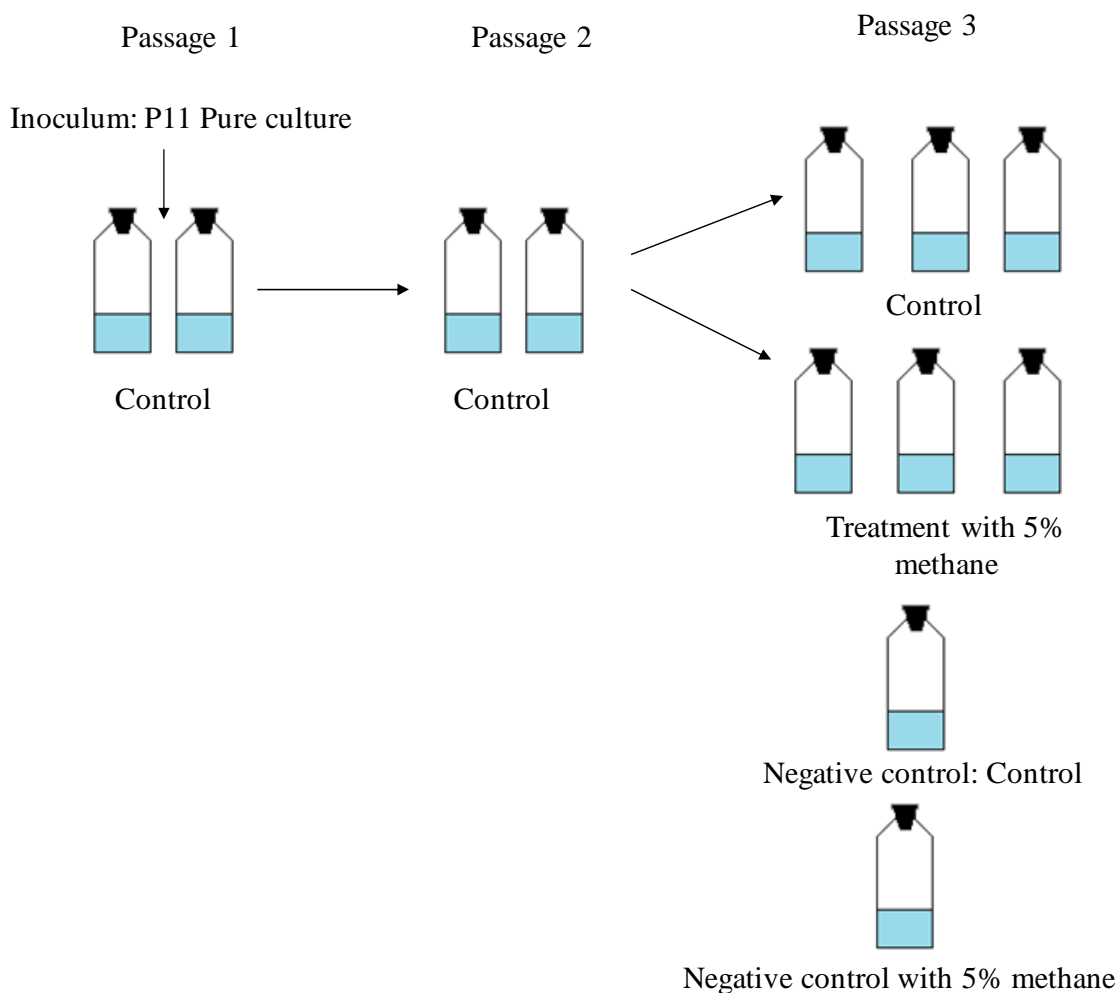 Passage 1
Passage 2
Passage 3
Inoculum: P11 Pure culture
Control
Control
Control
Treatment with 5%
methane
Negative control: Control
Negative control with 5% methane